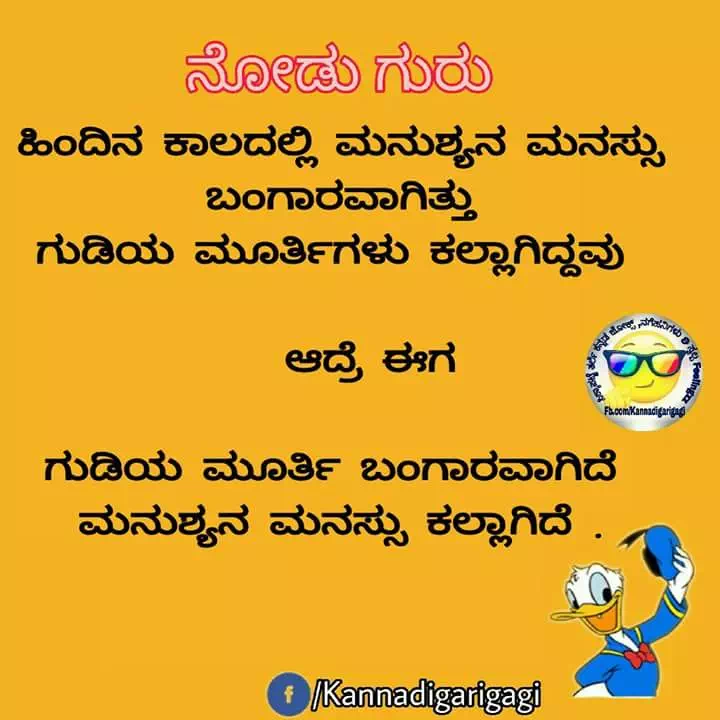 ನೋಡು ಗುರು
ಹಿಂದಿನ ಕಾಲದಲ್ಲಿ ಮನುಶ್ಯನ ಮನಸ್ಸು
ಬಂಗಾರವಾಗಿತ್ತು
ಗುಡಿಯ ಮೂರ್ತಿಗಳು ಕಲ್ಲಾಗಿದ್ದವು
ಆದ್ರೆ ಈಗ
Fb.com/Kannadigarigagi
ಗುಡಿಯ ಮೂರ್ತಿ ಬಂಗಾರವಾಗಿದೆ
ಮನುಶ್ಯನ ಮನಸ್ಸು ಕಲ್ಲಾಗಿದೆ .
f /Kannadigarigagi